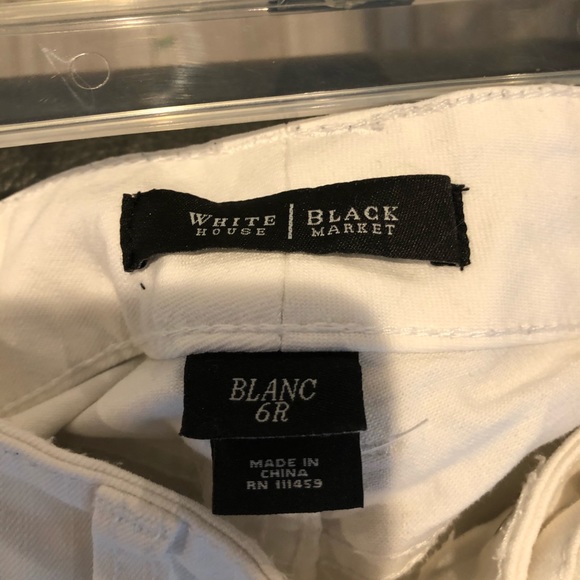 WHITE HOUSE | BLACK MARKET
BLANC
6R
MADE IN
CHINA
RN 111459